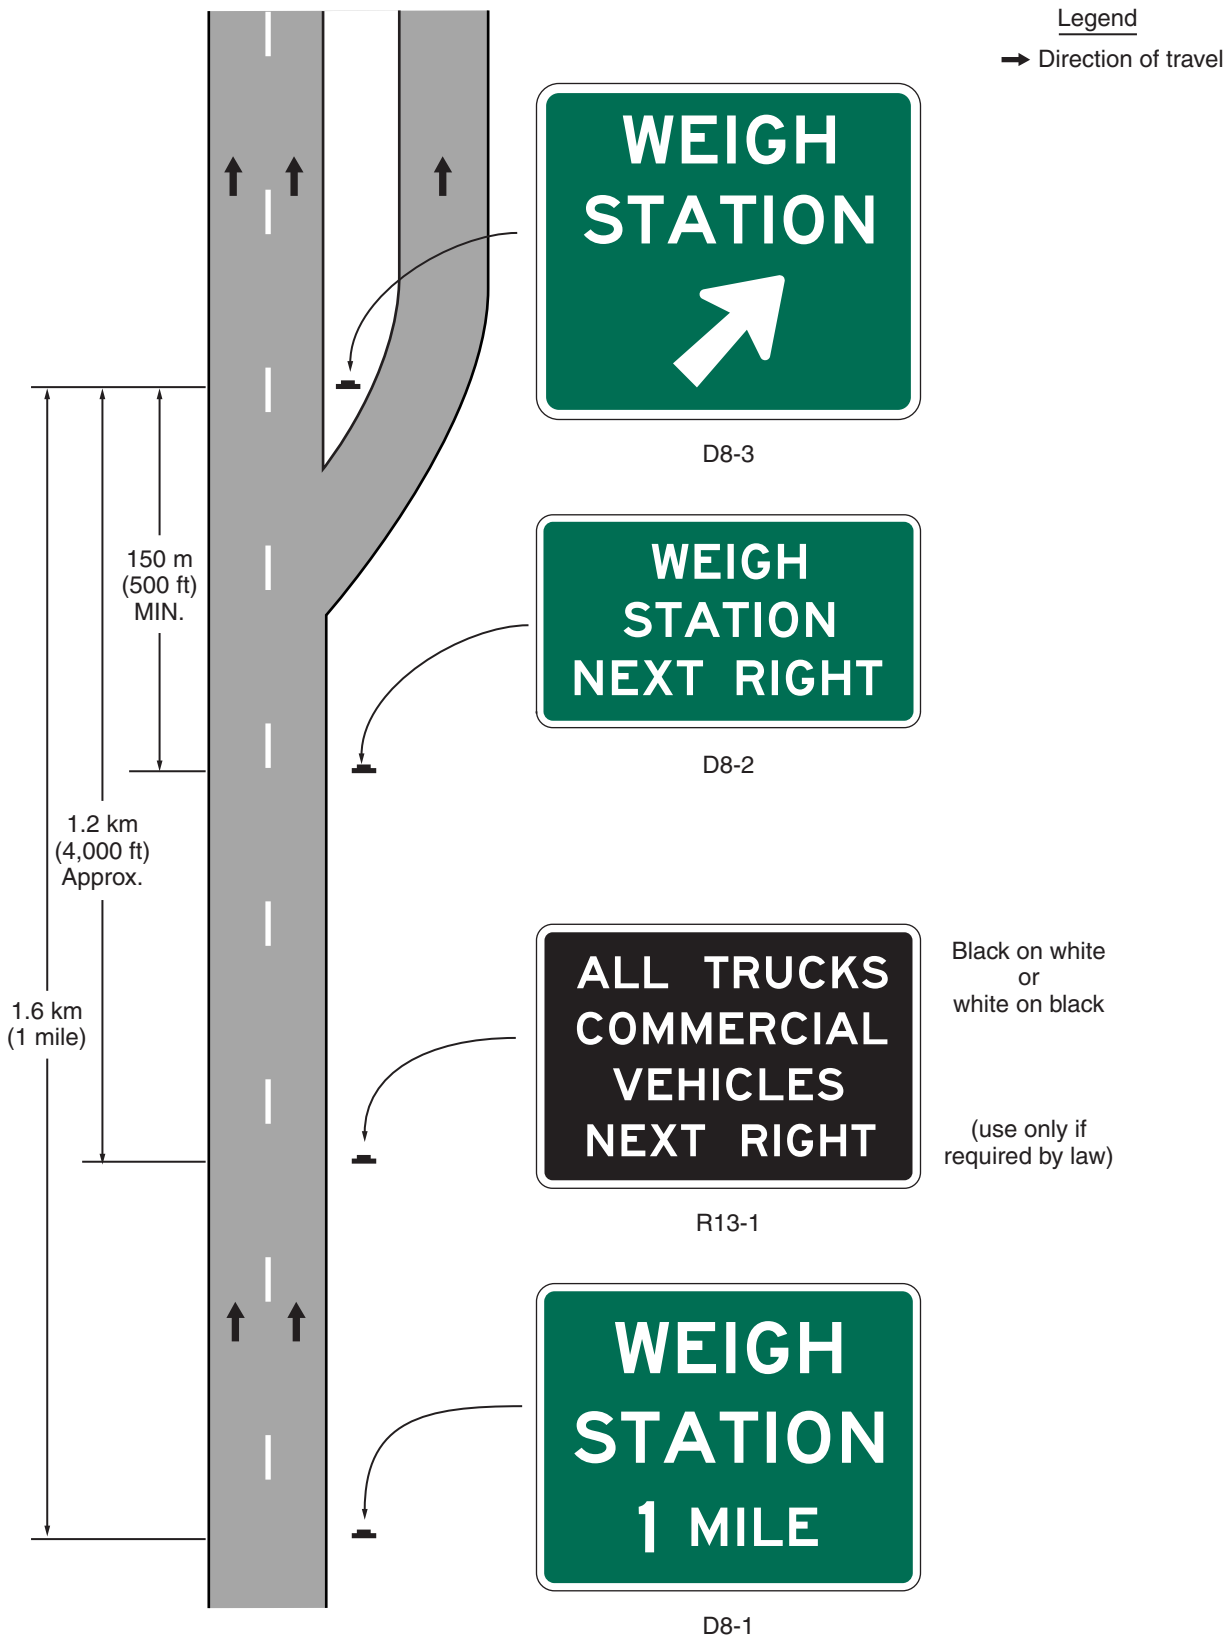 Legend
Direction of travel
WEIGH
STATION
D8-3
150 m
(500 ft)
MIN.
WEIGH
STATION
NEXT RIGHT
D8-2
1.2 km
(4,000 ft)
Approx.
1.6 km
(1 mile)
ALL TRUCKS
COMMERCIAL
VEHICLES
NEXT RIGHT
Black on white
or
white on black
(use only if
required by law)
R13-1
WEIGH
STATION
1 MILE
D8-1